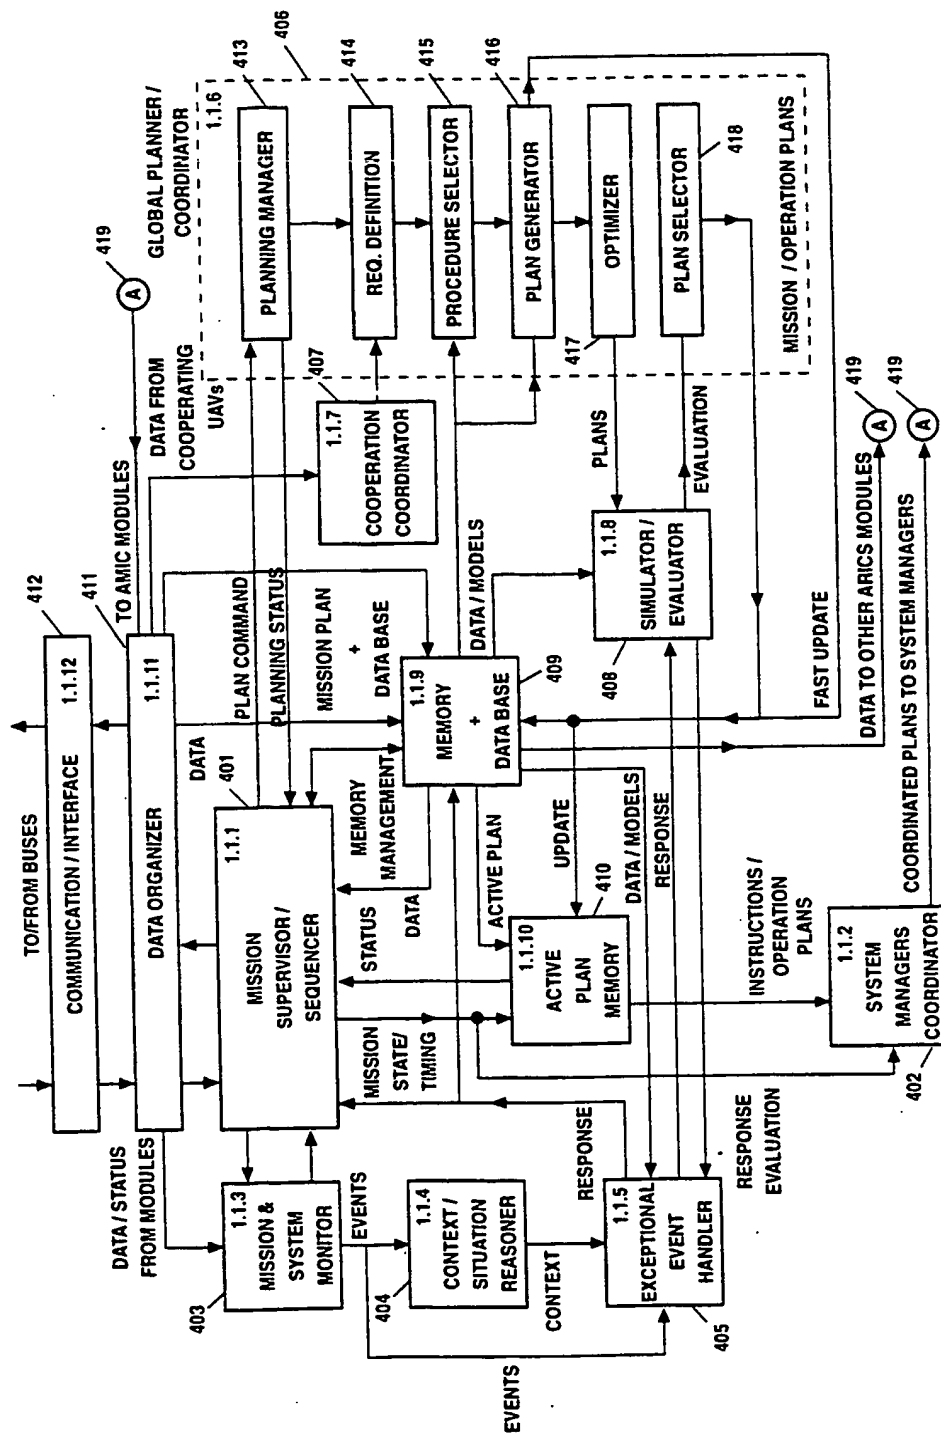 TO/FROM BUSES
412
COMMUNICATION / INTERFACE
1.1.12
411
DATA ORGANIZER
1.1.11
TO AMIC MODULES
DATA FROM
COOPERATING
UAVs
419
A
GLOBAL PLANNER /
COORDINATOR
1.1.6
413
406
PLANNING MANAGER
414
REQ. DEFINITION
415
PROCEDURE SELECTOR
416
PLAN GENERATOR
OPTIMIZER
417
PLAN SELECTOR
418
MISSION / OPERATION PLANS
DATA / STATUS
FROM MODULES
DATA
401
1.1.1
MISSION
SUPERVISOR /
SEQUENCER
PLAN COMMAND
PLANNING STATUS
MISSION PLAN
+
DATA BASE
407
1.1.7
COOPERATION
COORDINATOR
403
1.1.3
MISSION &
SYSTEM
MONITOR
EVENTS
MEMORY
MANAGEMENT
DATA
STATUS
MISSION
STATE/
TIMING
1.1.9
MEMORY
+
DATA BASE
409
DATA / MODELS
PLANS
404
1.1.4
CONTEXT /
SITUATION
REASONER
CONTEXT
ACTIVE PLAN
UPDATE
1.1.10
ACTIVE
PLAN
MEMORY
410
1.1.8
SIMULATOR /
EVALUATOR
408
EVALUATION
EVENTS
RESPONSE
1.1.5
EXCEPTIONAL
EVENT
HANDLER
405
DATA / MODELS
RESPONSE
RESPONSE
EVALUATION
FAST UPDATE
INSTRUCTIONS /
OPERATION
PLANS
1.1.2
SYSTEM
MANAGERS
COORDINATOR
402
DATA TO OTHER ARICS MODULES
419
A
COORDINATED PLANS TO SYSTEM MANAGERS
419
A